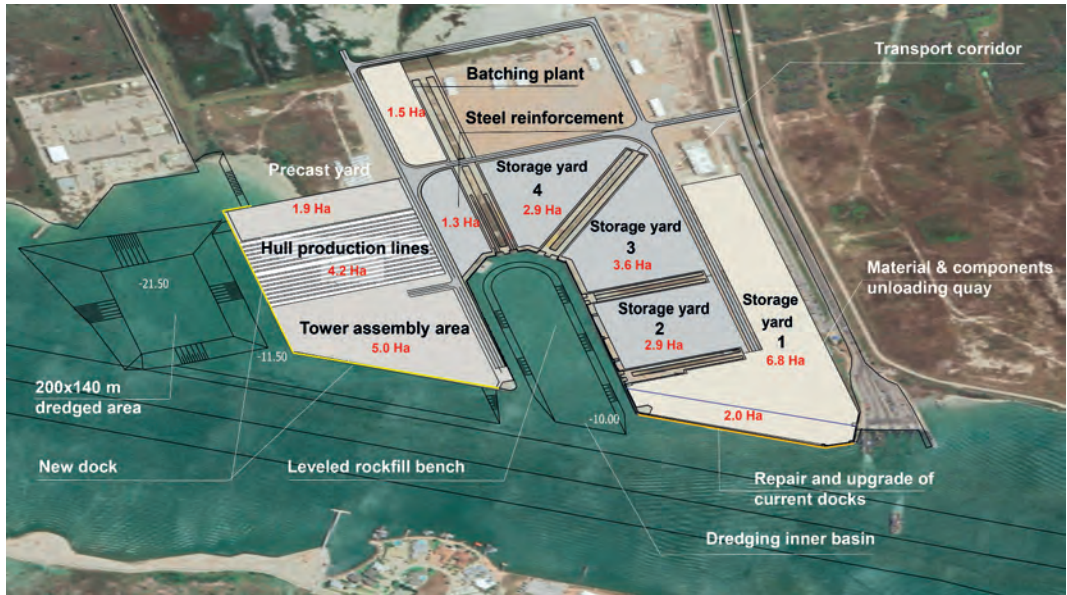 Transport corridor
Batching plant
1.5 Ha
Steel reinforcement
Precast yard
1.9 Ha
Storage yard
4
2.9 Ha
1.3 Ha
Hull production lines
4.2 Ha
Storage yard
3
3.6 Ha
Material & components
unloading quay
-21.50
Storage
yard
1
6.8 Ha
Storage yard
2
2.9 Ha
Tower assembly area
5.0 Ha
-11.50
200x140 m
dredged area
-10.00
2.0 Ha
New dock
Leveled rockfill bench
Repair and upgrade of
current docks
Dredging inner basin